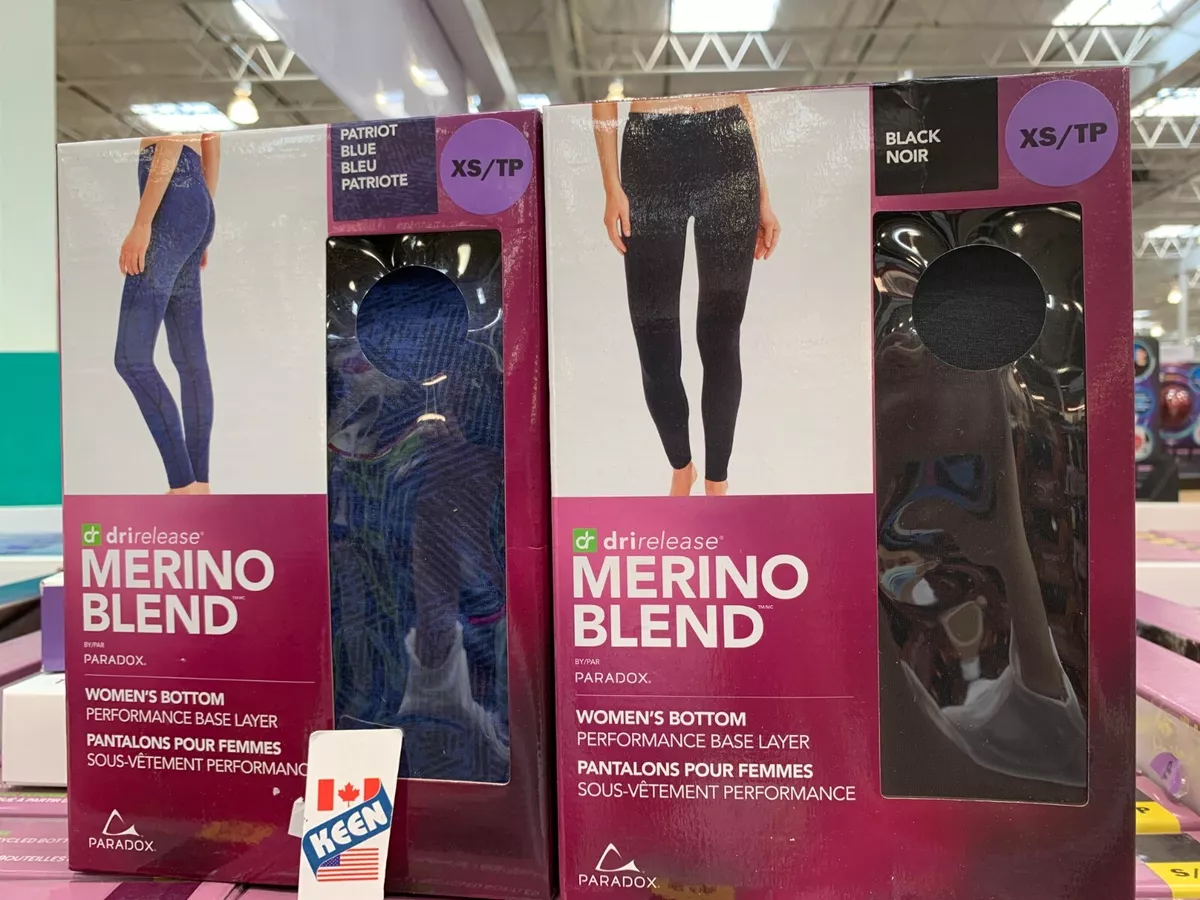 PATRIOT
BLUE
BLEU
PATRIOTE
XS/TP
drirelease®
MERINO
BLEND
BY/PAR
PARADOX.
WOMEN'S BOTTOM
PERFORMANCE BASE LAYER
PANTALONS POUR FEMMES
SOUS-VÊTEMENT PERFORMANC
PARADOX.
KEEN
BLACK
NOIR
XS/TP
drirelease®
MERINO
BLEND
BY/PAR
PARADOX.
WOMEN'S BOTTOM
PERFORMANCE BASE LAYER
PANTALONS POUR FEMMES
SOUS-VÊTEMENT PERFORMANCE
PARADOX.